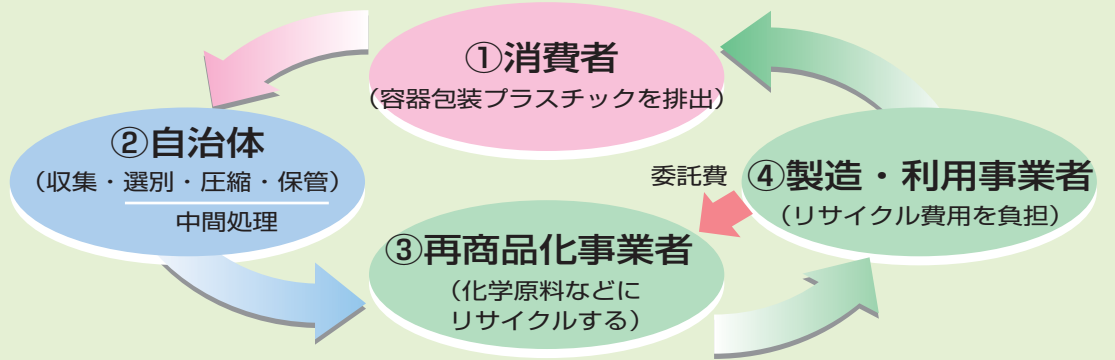 ①消費者
（容器包装プラスチックを排出）
②自治体
（収集・選別・圧縮・保管）
中間処理
委託費
④製造・利用事業者
（リサイクル費用を負担）
③再商品化事業者
（化学原料などに
リサイクルする）